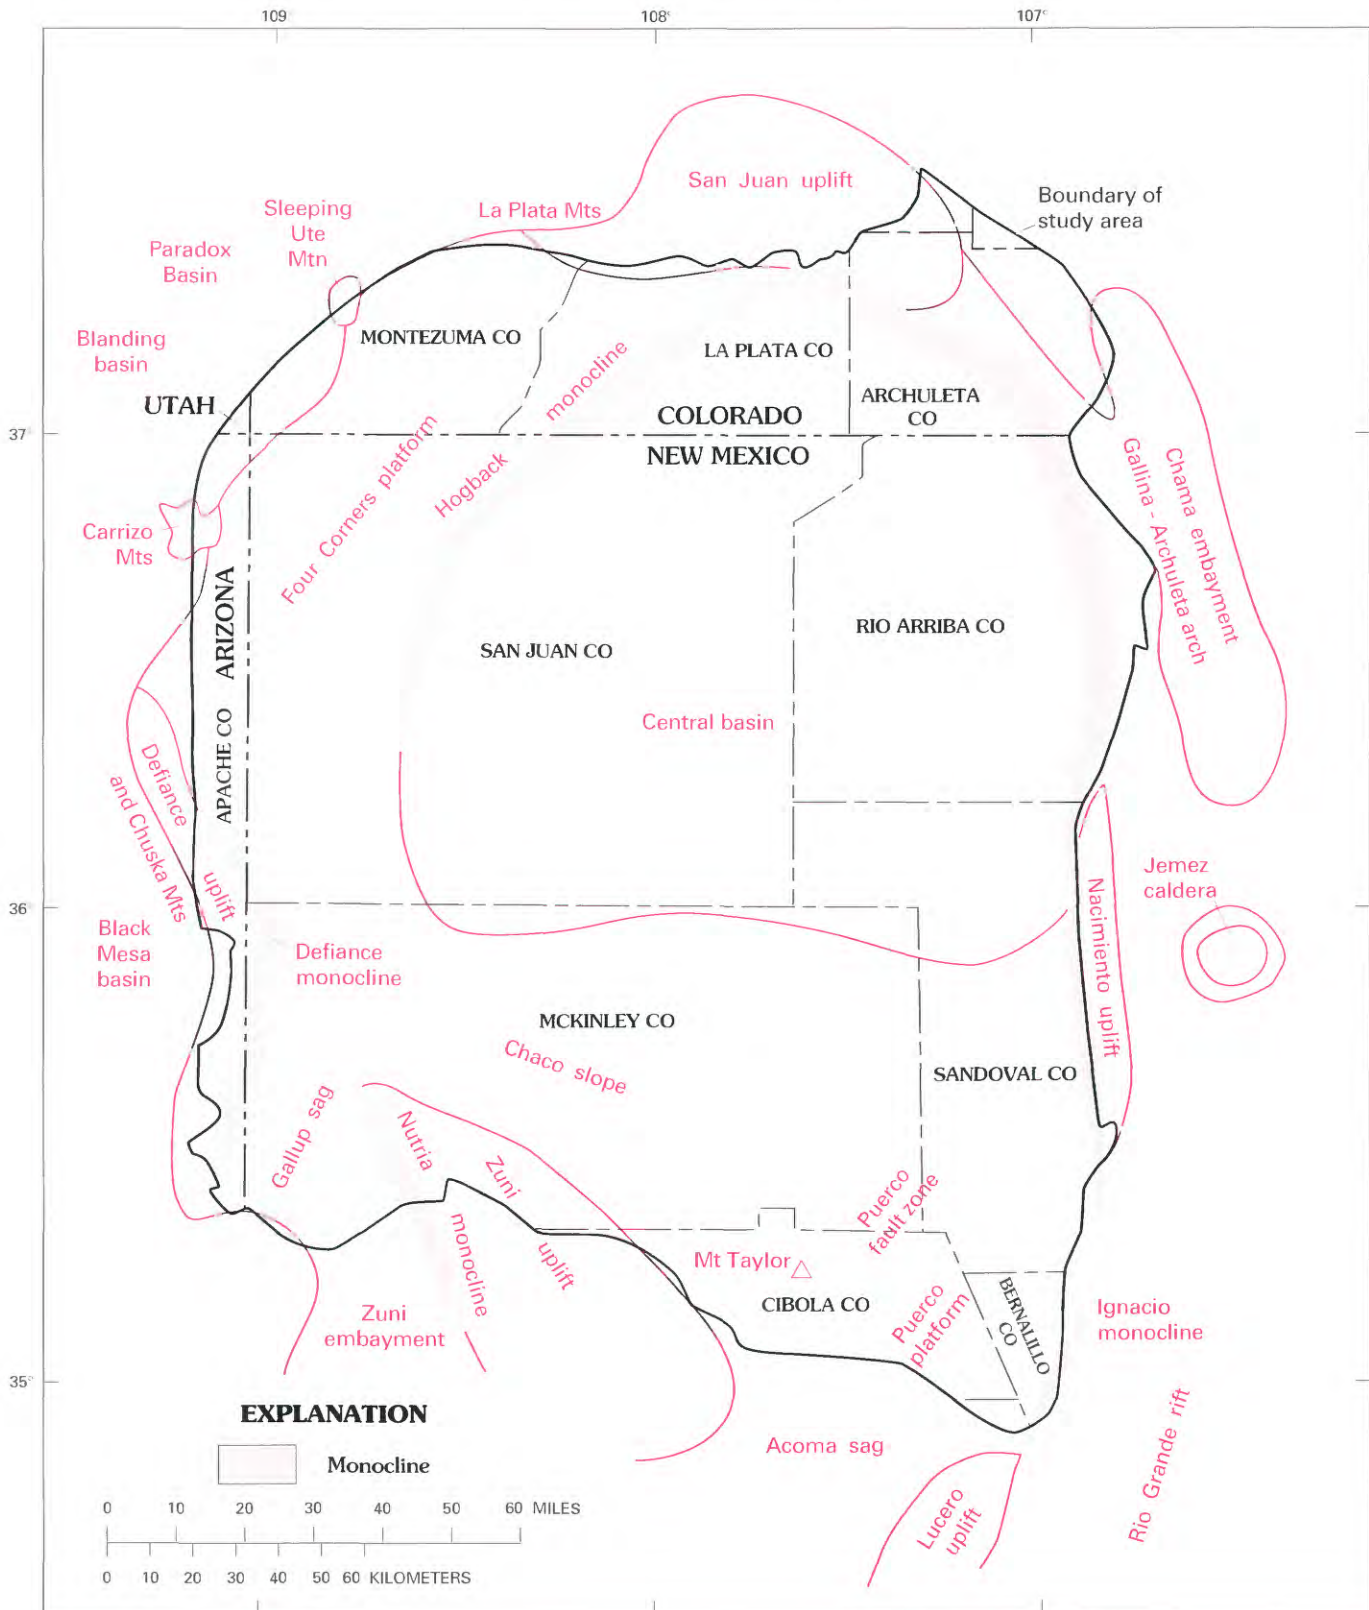 109
108°
107°
San Juan uplift
Boundary of
study area
La Plata Mts
Sleeping
Ute
Mtn
Paradox
Basin
Blanding
basin
MONTEZUMA CO
LA PLATA CO
ARCHULETA
CO
UTAH
COLORADO
NEW MEXICO
37°
Hogback monocline
Four Corners platform
Carrizo
Mts
ARIZONA
APACHE CO
Chama embayment
Gallina - Archuleta arch
RIO ARRIBA CO
SAN JUAN CO
Central basin
Defiance uplift
and Chuska Mts
36°
Black
Mesa
basin
Defiance
monocline
Jemez
caldera
Nacimiento uplift
MCKINLEY CO
Chaco slope
SANDOVAL CO
Gallup sag
Nutria monocline
Zuni uplift
Puerco
fault zone
Mt Taylor
CIBOLA CO
Puerco
platform
BERNALILLO
CO
Ignacio
monocline
Zuni
embayment
35°
Acoma sag
Lucero
uplift
Rio Grande rift
EXPLANATION
Monocline
0 10 20 30 40 50 60 MILES
0 10 20 30 40 50 60 KILOMETERS